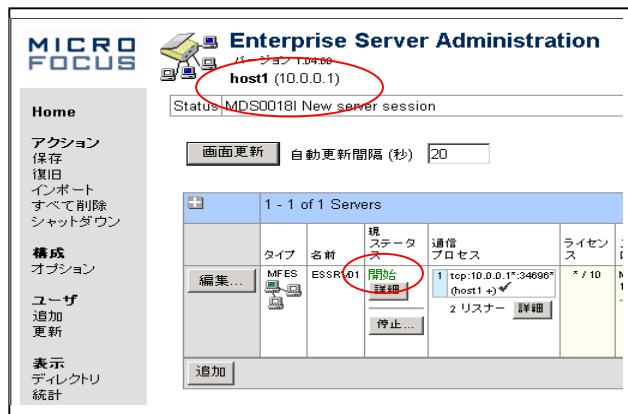 MICRO
FOCUS
Enterprise Server Administration
バージョン 1.04.00
host1 (10.0.0.1)
Home
アクション
保存
復旧
インポート
すべて削除
シャットダウン
構成
オプション
ユーザ
追加
更新
表示
ディレクトリ
統計
Status MDS0018I New server session
画面更新 自動更新間隔 (秒) 20
1 - 1 of 1 Servers
タイプ 名前 現ステータス 通信プロセス ライセンス
編集... MFES ESSRV01 開始 1 tcp:10.0.0.1*:34696* * / 10
詳細 (host1 +)
停止... 2 リスナー 詳細
追加